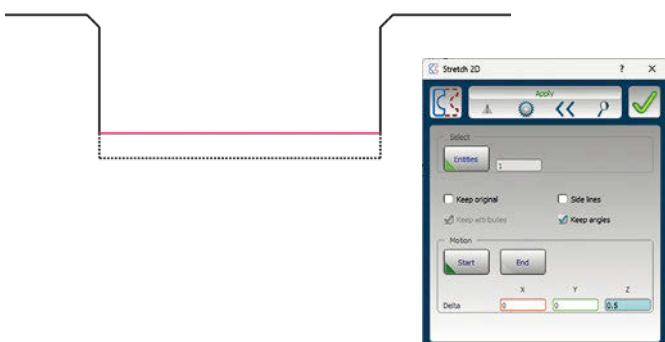 Stretch 2D ? X
Apply
Select
Entities 1
Keep original Side lines
Keep attributes Keep angles
Motion
Start End
X Y Z
Delta 0 0 0.5